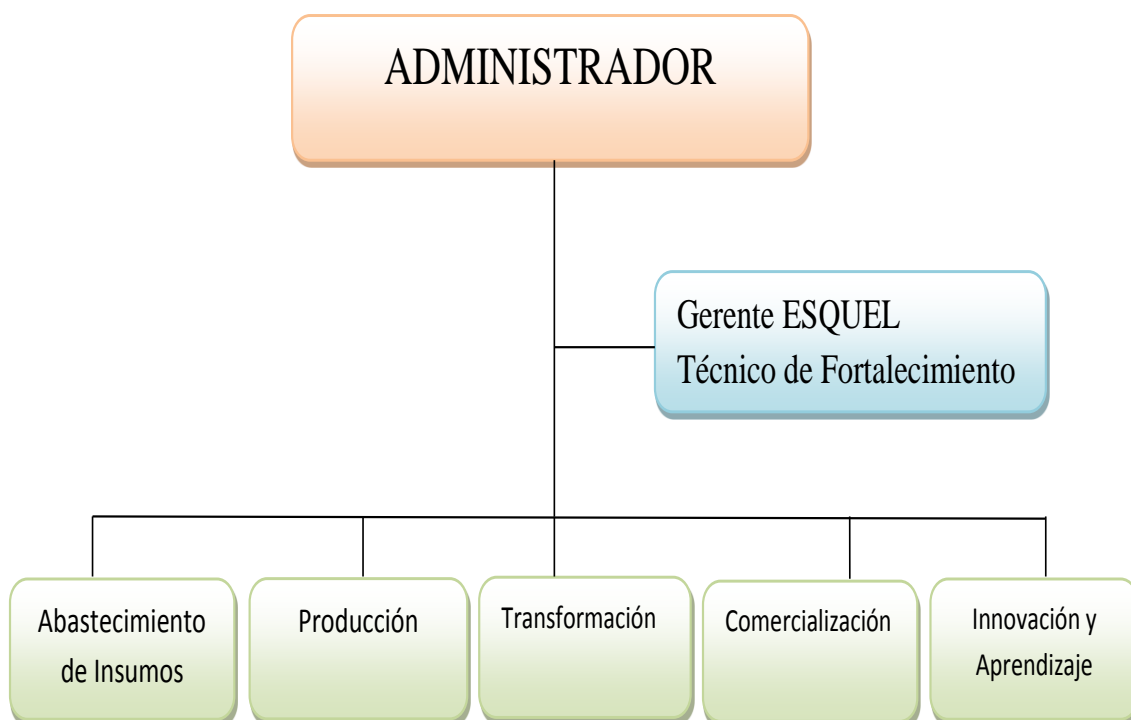 ADMINISTRADOR
Gerente ESQUEL
Técnico de Fortalecimiento
Abastecimiento
de Insumos
Producción
Transformación
Comercialización
Innovación y
Aprendizaje